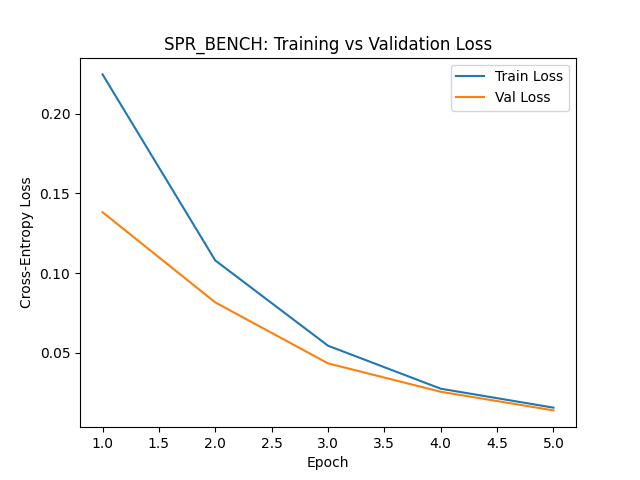 SPR_BENCH: Training vs Validation Loss
Train Loss
Val Loss
Cross-Entropy Loss
0.20
0.15
0.10
0.05
1.0 1.5 2.0 2.5 3.0 3.5 4.0 4.5 5.0
Epoch